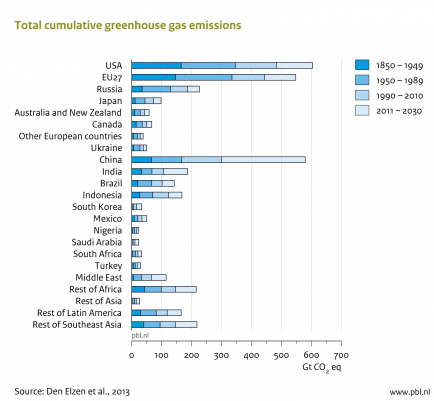 Total cumulative greenhouse gas emissions
USA
EU27
Russia
Japan
Australia and New Zealand
Canada
Other European countries
Ukraine
China
India
Brazil
Indonesia
South Korea
Mexico
Nigeria
Saudi Arabia
South Africa
Turkey
Middle East
Rest of Africa
Rest of Asia
Rest of Latin America
Rest of Southeast Asia
1850 – 1949
1950 – 1989
1990 – 2010
2011 – 2030
pbl.nl
0 100 200 300 400 500 600 700
Gt CO2 eq
Source: Den Elzen et al., 2013
www.pbl.nl